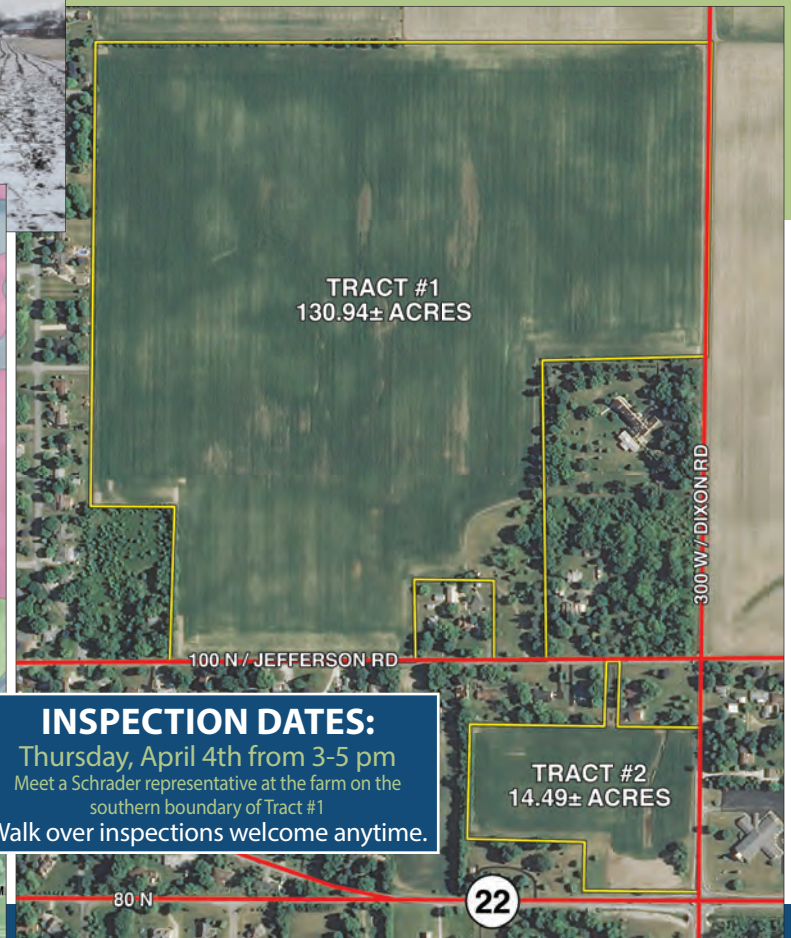 TRACT #1
130.94± ACRES
300 W / DIXON RD
100 N / JEFFERSON RD
INSPECTION DATES:
Thursday, April 4th from 3-5 pm
Meet a Schrader representative at the farm on the
southern boundary of Tract #1
Walk over inspections welcome anytime.
TRACT #2
14.49± ACRES
80 N
22